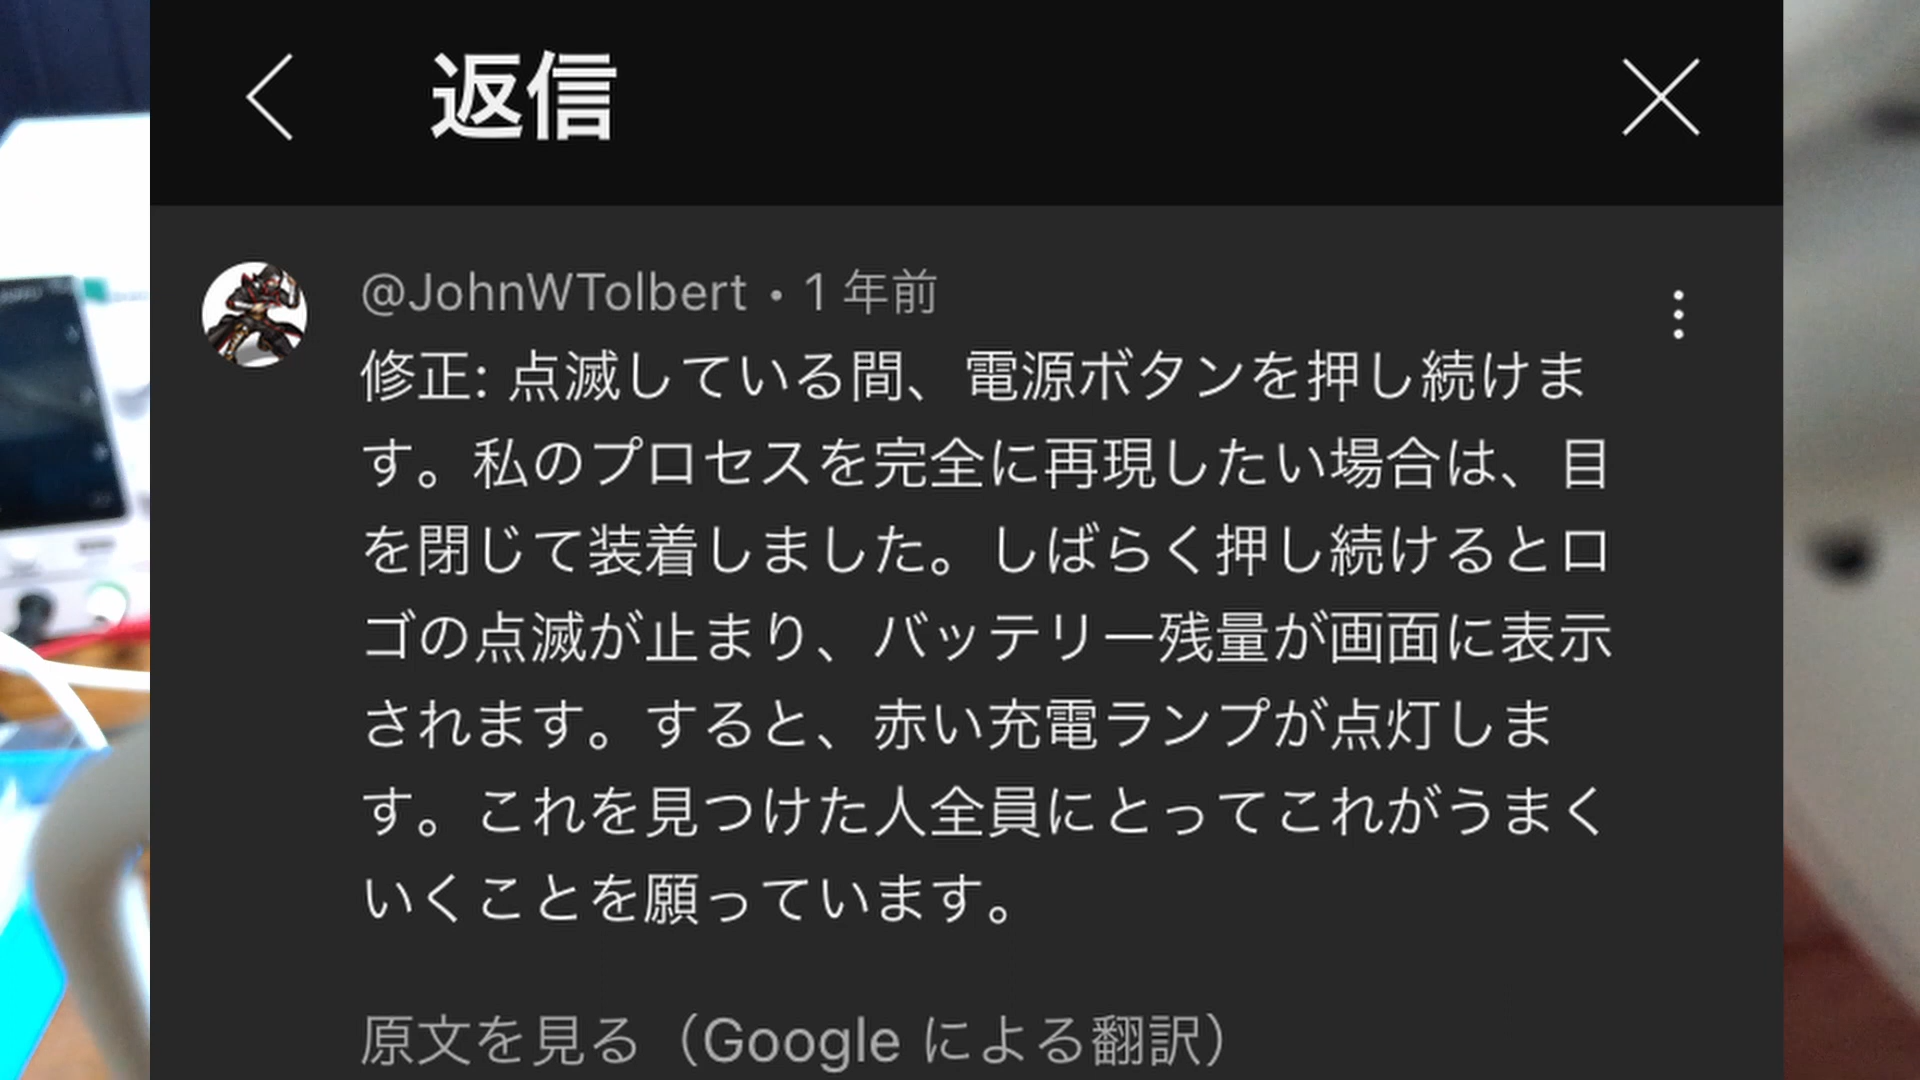 返信
@JohnWTolbert・1 年前
修正: 点滅している間、電源ボタンを押し続けま
す。私のプロセスを完全に再現したい場合は、目
を閉じて装着しました。しばらく押し続けるとロ
ゴの点滅が止まり、バッテリー残量が画面に表示
されます。すると、赤い充電ランプが点灯しま
す。これを見つけた人全員にとってこれがうまく
いくことを願っています。
原文を見る（Google による翻訳）